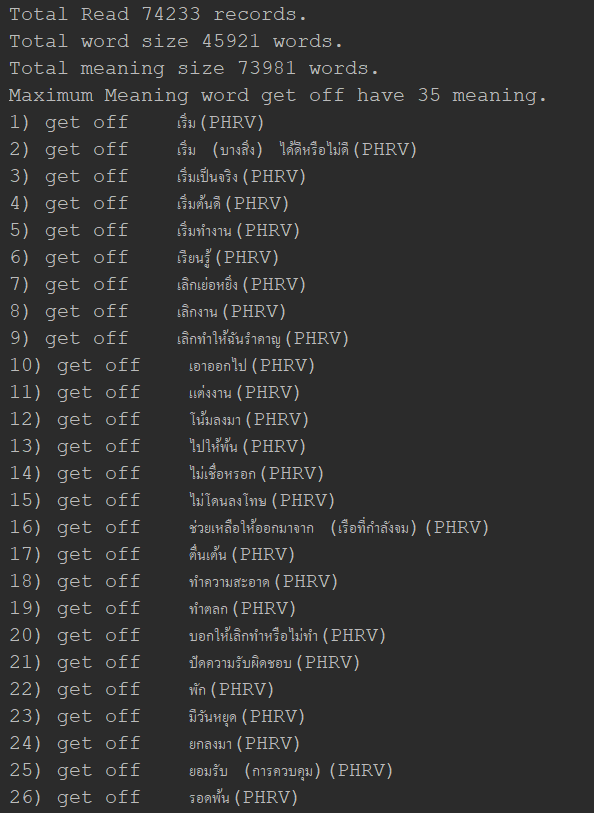 Total Read 74233 records.
Total word size 45921 words.
Total meaning size 73981 words.
Maximum Meaning word get off have 35 meaning.
1) get off    เริ่ม(PHRV)
2) get off    เริ่ม (บางสิ่ง) ได้ดีหรือไม่ดี(PHRV)
3) get off    เริ่มเป็นจริง(PHRV)
4) get off    เริ่มต้นดี(PHRV)
5) get off    เริ่มทำงาน(PHRV)
6) get off    เรียนรู้(PHRV)
7) get off    เลิกเย่อหยิ่ง(PHRV)
8) get off    เลิกงาน(PHRV)
9) get off    เลิกทำให้ฉันรำคาญ(PHRV)
10) get off    เอาออกไป(PHRV)
11) get off    แต่งงาน(PHRV)
12) get off    โน้มลงมา(PHRV)
13) get off    ไปให้พ้น(PHRV)
14) get off    ไม่เชื่อหรอก(PHRV)
15) get off    ไม่โดนลงโทษ(PHRV)
16) get off    ช่วยเหลือให้ออกมาจาก (เรือที่กำลังจม)(PHRV)
17) get off    ตื่นเต้น(PHRV)
18) get off    ทำความสะอาด(PHRV)
19) get off    ทำตลก(PHRV)
20) get off    บอกให้เลิกทำหรือไม่ทำ(PHRV)
21) get off    ปัดความรับผิดชอบ(PHRV)
22) get off    พัก(PHRV)
23) get off    มีวันหยุด(PHRV)
24) get off    ยกลงมา(PHRV)
25) get off    ยอมรับ (การควบคุม)(PHRV)
26) get off    รอดพ้น(PHRV)